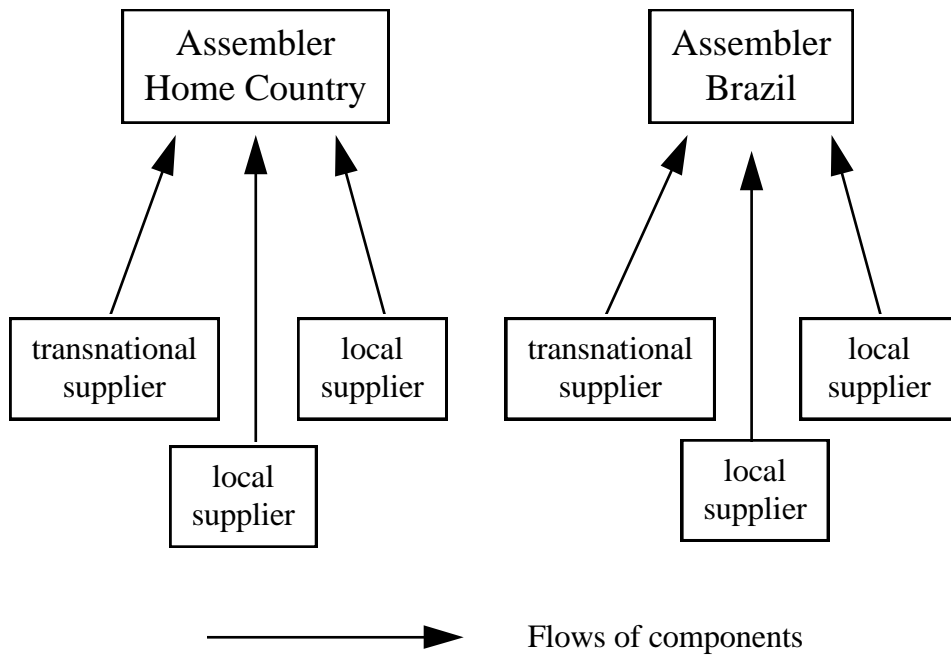 Assembler
Home Country
Assembler
Brazil
transnational
supplier
local
supplier
local
supplier
transnational
supplier
local
supplier
local
supplier
Flows of components